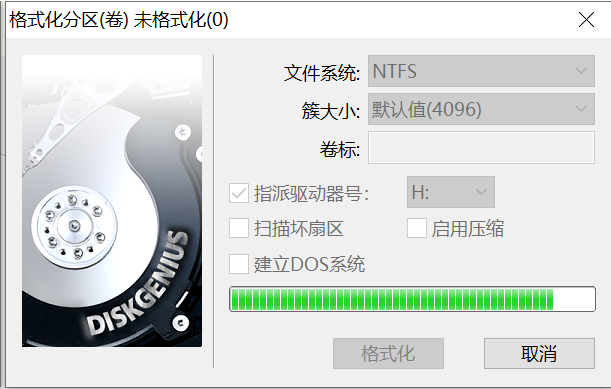 格式化分区(卷) 未格式化(0)
文件系统: NTFS
簇大小: 默认值(4096)
卷标:
指派驱动器号: H:
扫描坏扇区 启用压缩
建立DOS系统
DISKGENIUS
格式化 取消